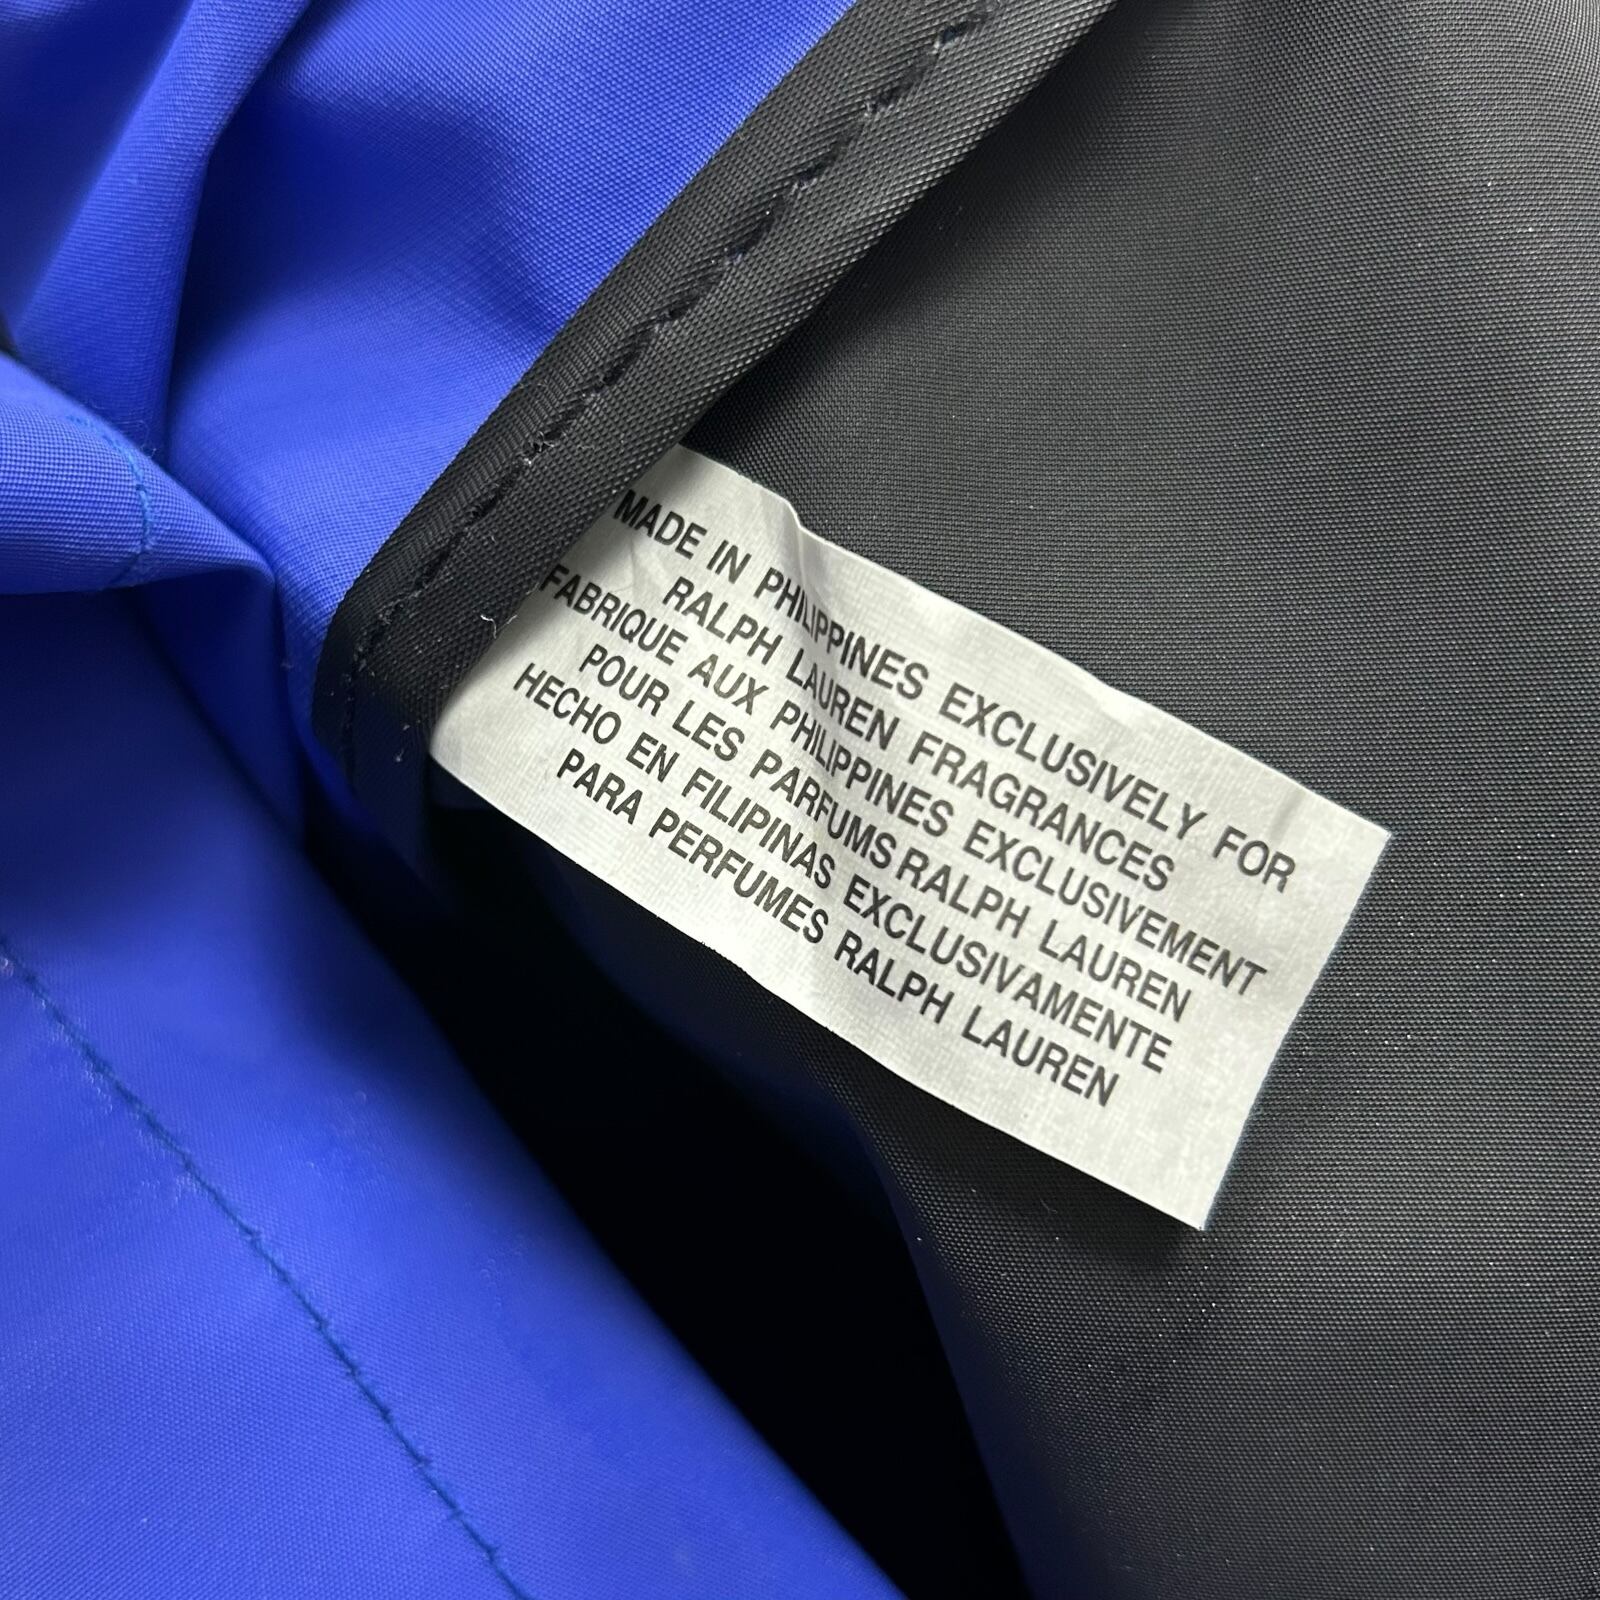 MADE IN PHILIPPINES EXCLUSIVELY FOR
RALPH LAUREN FRAGRANCES
FABRIQUE AUX PHILIPPINES EXCLUSIVEMENT
POUR LES PARFUMS RALPH LAUREN
HECHO EN FILIPINAS EXCLUSIVAMENTE
PARA PERFUMES RALPH LAUREN